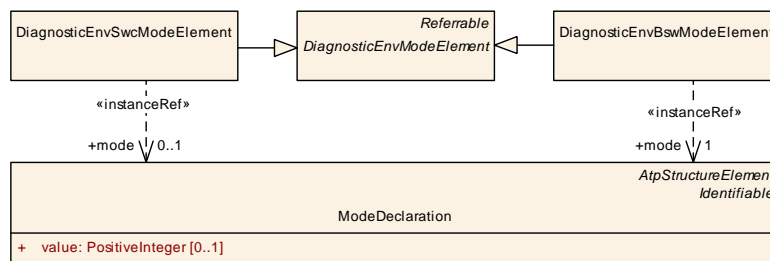 Referrable
DiagnosticEnvSwcModeElement
DiagnosticEnvModeElement
DiagnosticEnvBswModeElement
«instanceRef»
«instanceRef»
+mode 0..1
+mode 1
AtpStructureElement
Identifiable
ModeDeclaration
+ value: PositiveInteger [0..1]